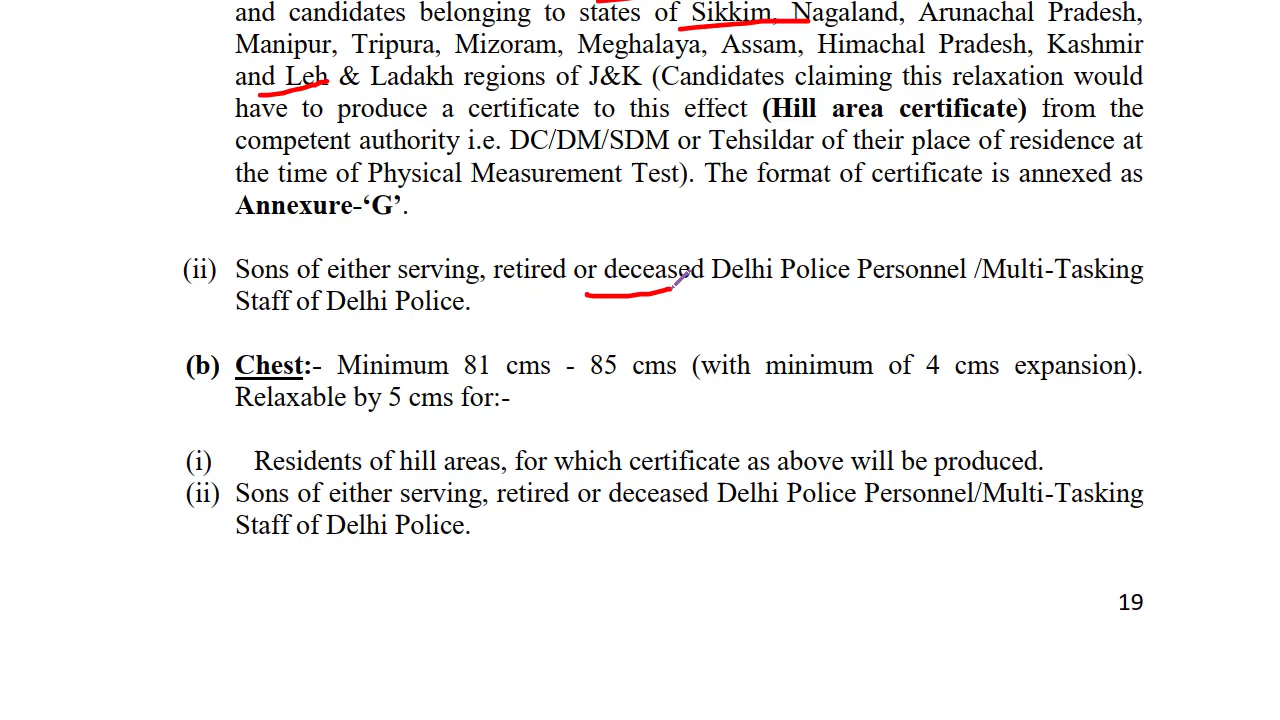 and candidates belonging to states of Sikkim, Nagaland, Arunachal Pradesh,
Manipur, Tripura, Mizoram, Meghalaya, Assam, Himachal Pradesh, Kashmir
and Leh & Ladakh regions of J&K (Candidates claiming this relaxation would
have to produce a certificate to this effect (Hill area certificate) from the
competent authority i.e. DC/DM/SDM or Tehsildar of their place of residence at
the time of Physical Measurement Test). The format of certificate is annexed as
Annexure-‘G’.
(ii) Sons of either serving, retired or deceased Delhi Police Personnel /Multi-Tasking
Staff of Delhi Police.
(b) Chest:- Minimum 81 cms - 85 cms (with minimum of 4 cms expansion).
Relaxable by 5 cms for:-
(i) Residents of hill areas, for which certificate as above will be produced.
(ii) Sons of either serving, retired or deceased Delhi Police Personnel/Multi-Tasking
Staff of Delhi Police.
19